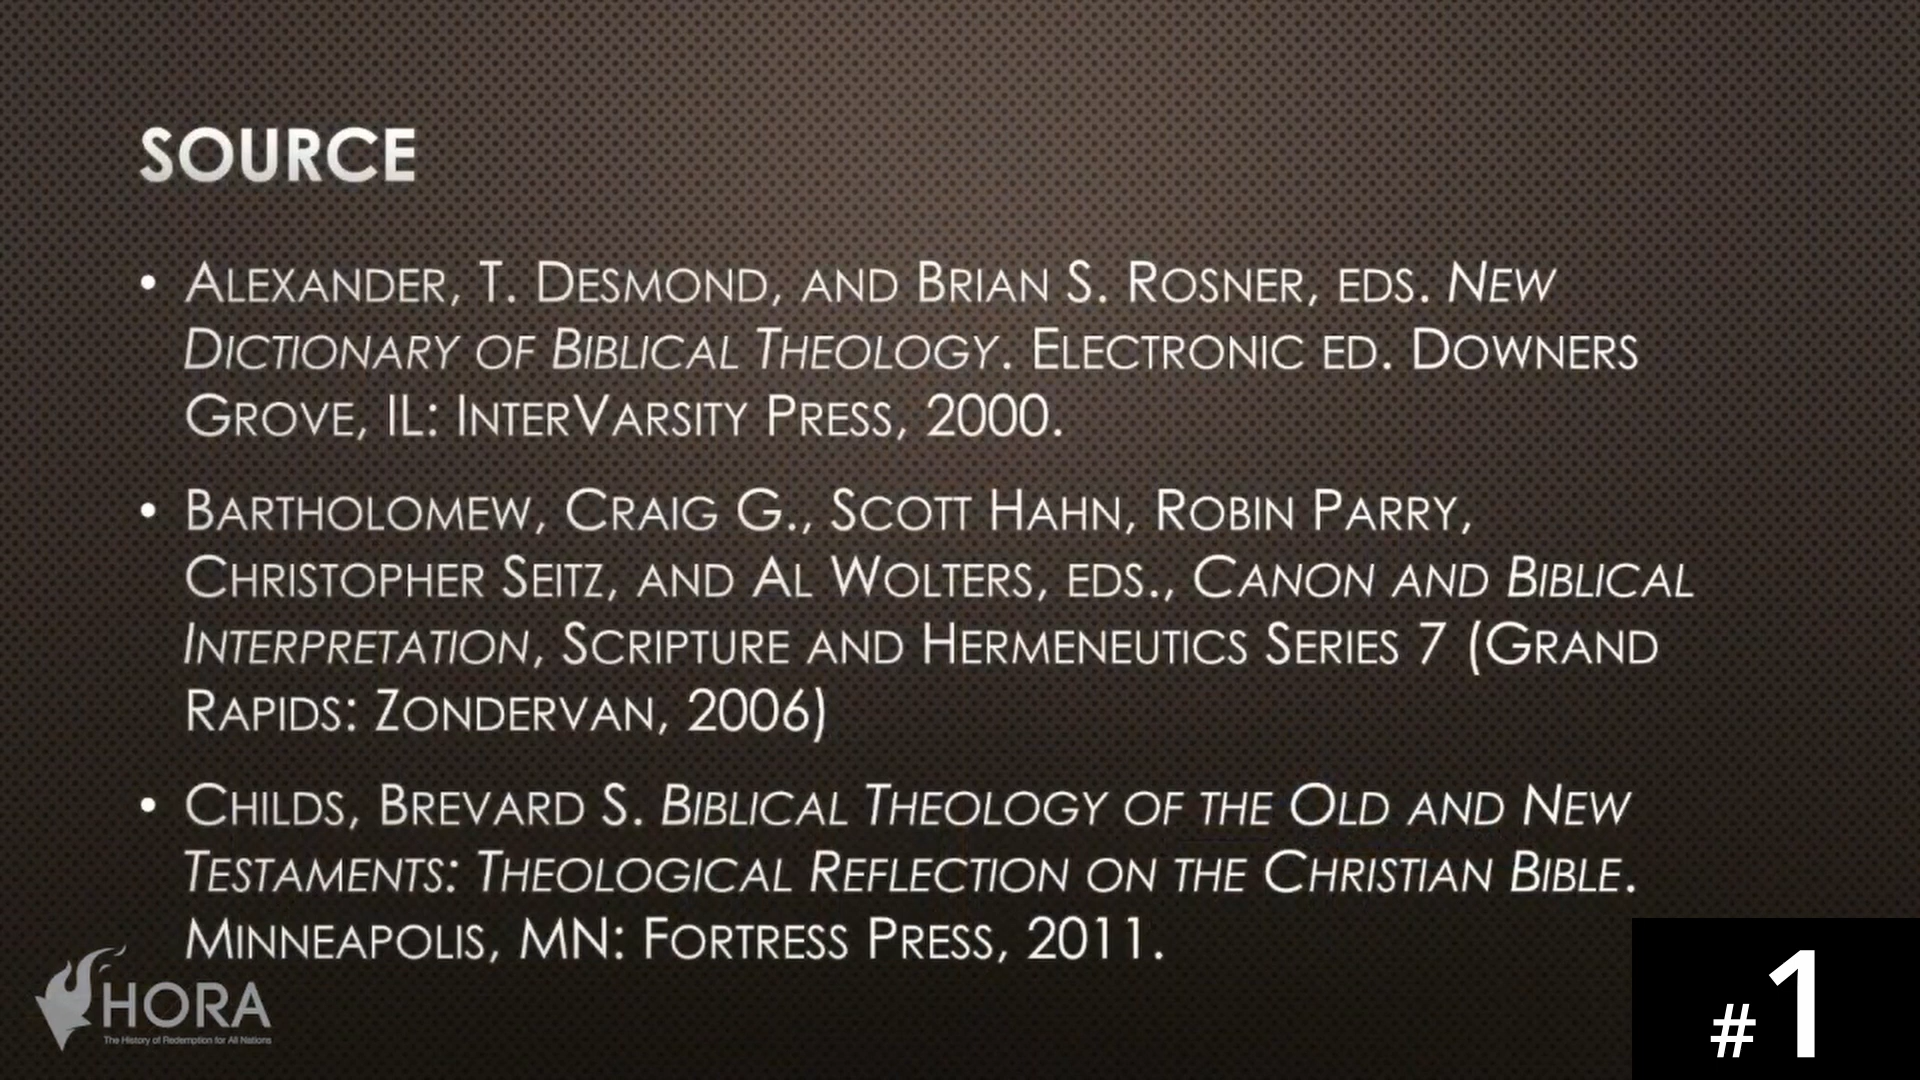 SOURCE
• ALEXANDER, T. DESMOND, AND BRIAN S. ROSNER, EDS. NEW
DICTIONARY OF BIBLICAL THEOLOGY. ELECTRONIC ED. DOWNERS
GROVE, IL: INTERVARSITY PRESS, 2000.
• BARTHOLOMEW, CRAIG G., SCOTT HAHN, ROBIN PARRY,
CHRISTOPHER SEITZ, AND AL WOLTERS, EDS., CANON AND BIBLICAL
INTERPRETATION, SCRIPTURE AND HERMENEUTICS SERIES 7 (GRAND
RAPIDS: ZONDERVAN, 2006)
• CHILDS, BREVARD S. BIBLICAL THEOLOGY OF THE OLD AND NEW
TESTAMENTS: THEOLOGICAL REFLECTION ON THE CHRISTIAN BIBLE.
MINNEAPOLIS, MN: FORTRESS PRESS, 2011.
HORA
The History of Redemption for All Nations
#1